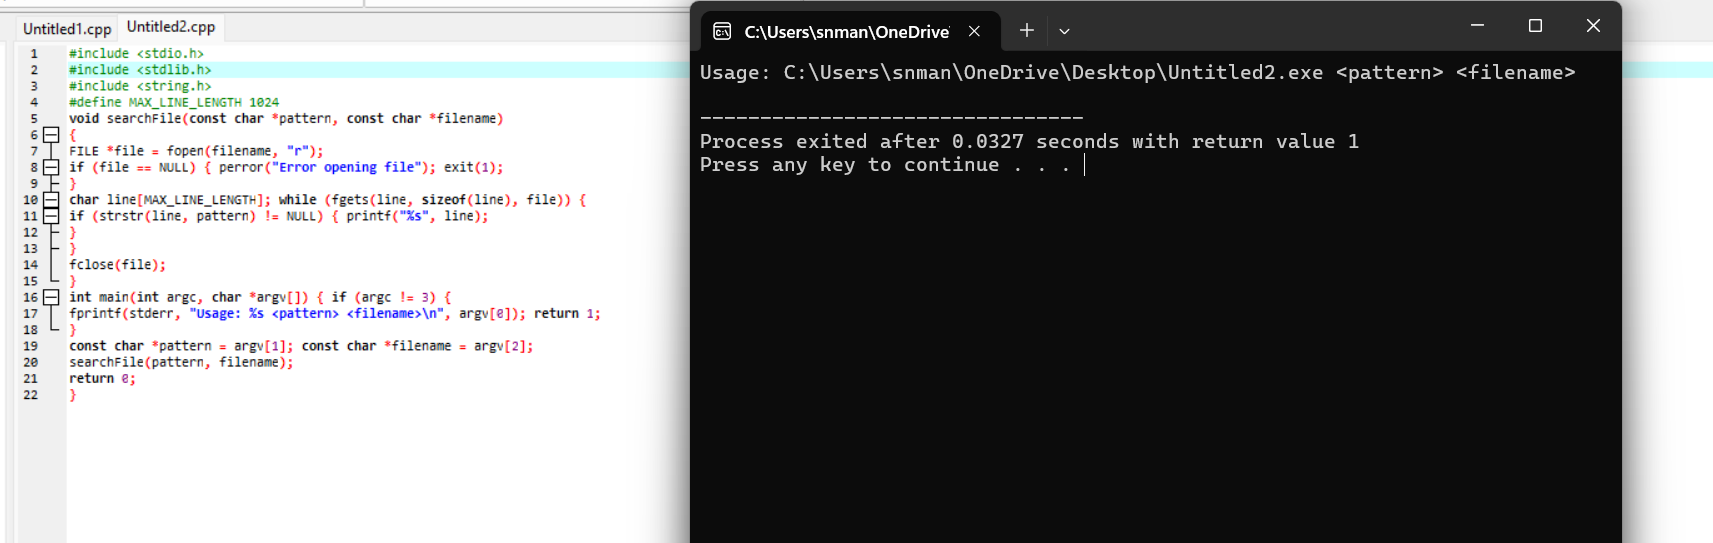 Untitled1.cpp Untitled2.cpp
1 #include <stdio.h>
2 #include <stdlib.h>
3 #include <string.h>
4 #define MAX_LINE_LENGTH 1024
5 void searchFile(const char *pattern, const char *filename)
6 {
7 FILE *file = fopen(filename, "r");
8 if (file == NULL) { perror("Error opening file"); exit(1);
9 }
10 char line[MAX_LINE_LENGTH]; while (fgets(line, sizeof(line), file)) {
11 if (strstr(line, pattern) != NULL) { printf("%s", line);
12 }
13 }
14 fclose(file);
15 }
16 int main(int argc, char *argv[]) { if (argc != 3) {
17 fprintf(stderr, "Usage: %s <pattern> <filename>\n", argv[0]); return 1;
18 }
19 const char *pattern = argv[1]; const char *filename = argv[2];
20 searchFile(pattern, filename);
21 return 0;
22 }
C:\Users\snman\OneDrive
Usage: C:\Users\snman\OneDrive\Desktop\Untitled2.exe <pattern> <filename>
--------------------------------
Process exited after 0.0327 seconds with return value 1
Press any key to continue . . .